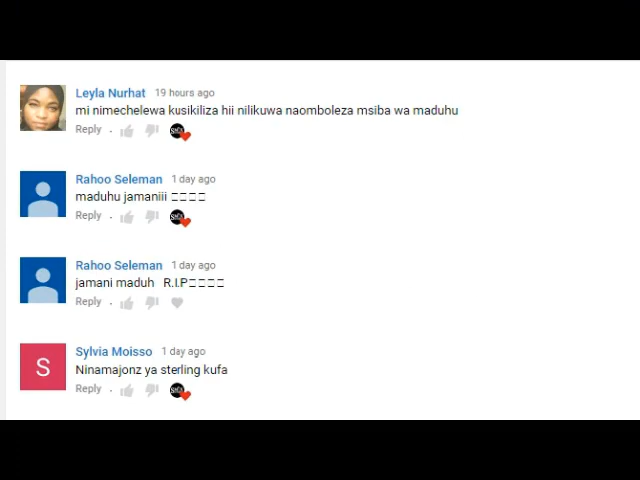 Leyla Nurhat 19 hours ago
mi nimechelewa kusikiliza hii nilikuwa naomboleza msiba wa maduhu
Reply
Rahoo Seleman 1 day ago
maduhu jamaniii
Reply
Rahoo Seleman 1 day ago
jamani maduh R.I.P
Reply
S
Sylvia Moisso 1 day ago
Ninamajonz ya sterling kufa
Reply